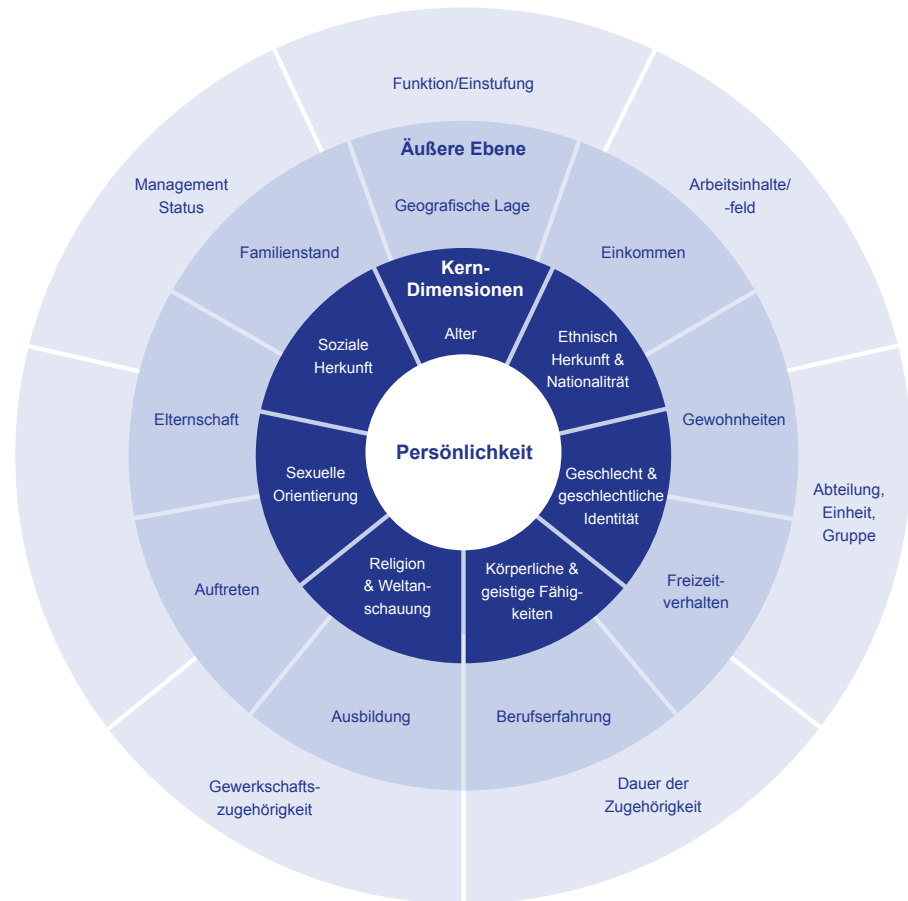 Funktion/Einstufung
Äußere Ebene
Geografische Lage
Kern-
Dimensionen
Alter
Persönlichkeit
Management
Status
Arbeitsinhalte/
-feld
Abteilung,
Einheit,
Gruppe
Dauer der
Zugehörigkeit
Gewerkschafts-
zugehörigkeit
Familienstand
Einkommen
Gewohnheiten
Freizeit-
verhalten
Berufserfahrung
Ausbildung
Auftreten
Elternschaft
Soziale
Herkunft
Ethnisch
Herkunft &
Nationalitrát
Geschlecht &
geschlechtliche
Identität
Körperliche &
geistige Fähig-
keiten
Religion
& Weltan-
schauung
Sexuelle
Orientierung